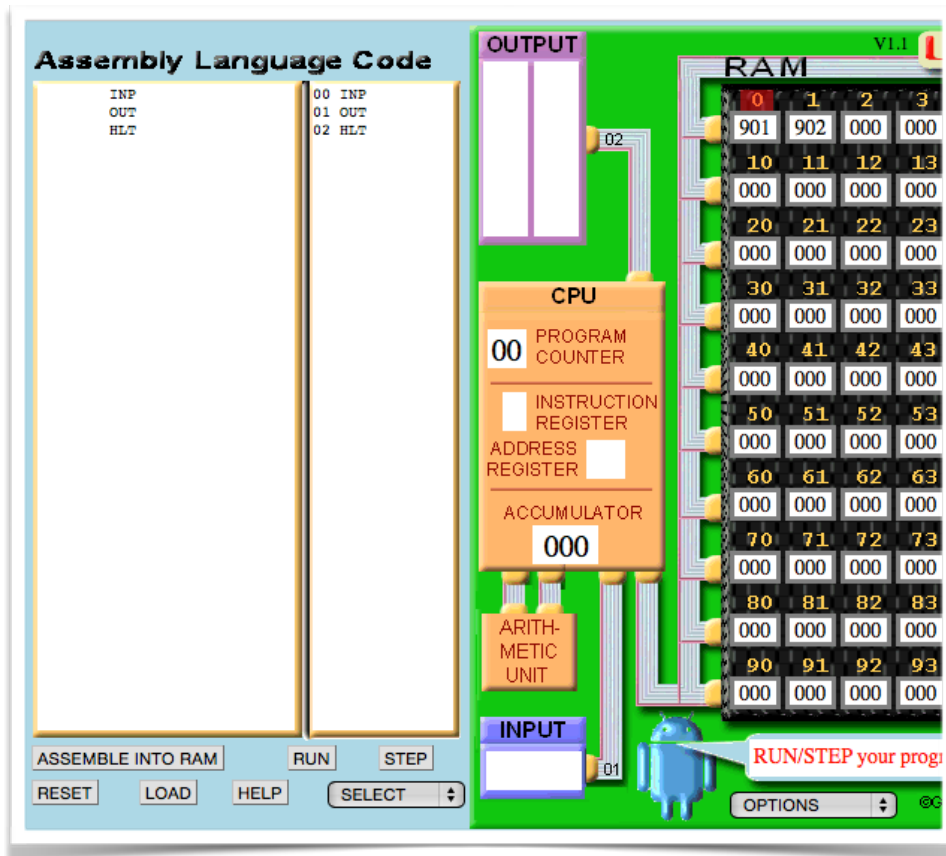 Assembly Language Code
INP
OUT
HLT
00 INP
01 OUT
02 HLT
ASSEMBLE INTO RAM
RUN
STEP
RESET
LOAD
HELP
SELECT
OUTPUT
02
CPU
00
PROGRAM
COUNTER
INSTRUCTION
REGISTER
ADDRESS
REGISTER
ACCUMULATOR
000
ARITH-
METIC
UNIT
INPUT
01
V1.1
RAM
0 1 2 3
901 902 000 000
10 11 12 13
000 000 000 000
20 21 22 23
000 000 000 000
30 31 32 33
000 000 000 000
40 41 42 43
000 000 000 000
50 51 52 53
000 000 000 000
60 61 62 63
000 000 000 000
70 71 72 73
000 000 000 000
80 81 82 83
000 000 000 000
90 91 92 93
000 000 000 000
RUN/STEP your progr
OPTIONS
©G